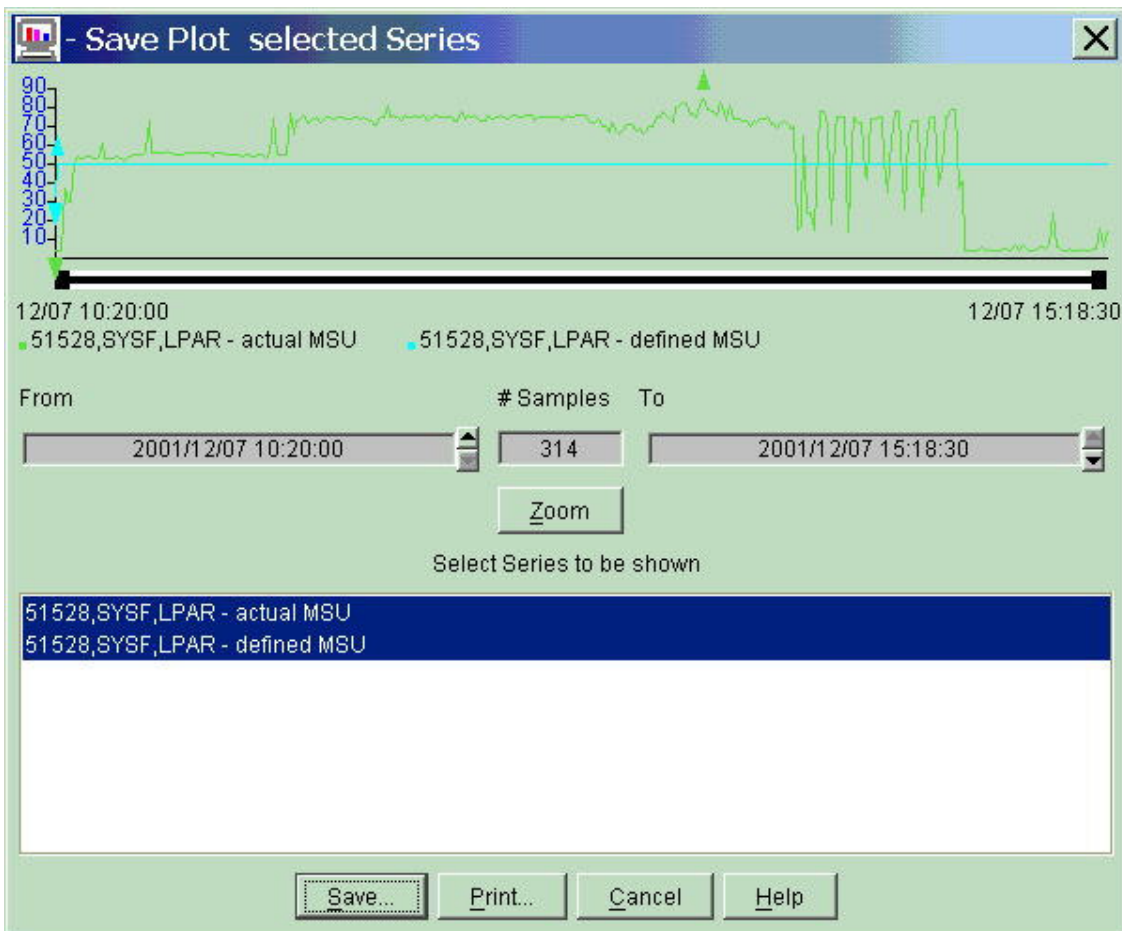 - Save Plot selected Series
90
80
70
60
50
40
30
20
10
12/07 10:20:00 12/07 15:18:30
51528,SYSF,LPAR - actual MSU 51528,SYSF,LPAR - defined MSU
From # Samples To
2001/12/07 10:20:00 314 2001/12/07 15:18:30
Zoom
Select Series to be shown
51528,SYSF,LPAR - actual MSU
51528,SYSF,LPAR - defined MSU
Save... Print... Cancel Help